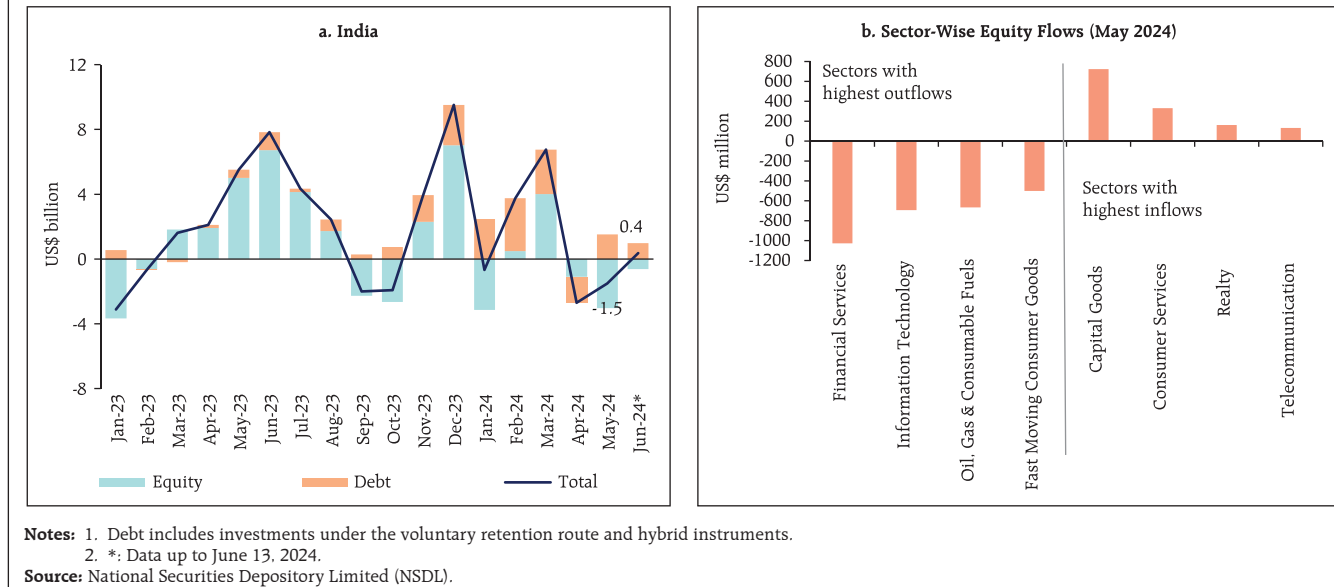 a. India
US$ billion
12
8
4
0
-4
-8
0.4
-1.5
Jan-23
Feb-23
Mar-23
Apr-23
May-23
Jun-23
Jul-23
Aug-23
Sep-23
Oct-23
Nov-23
Dec-23
Jan-24
Feb-24
Mar-24
Apr-24
May-24
Jun-24*
Equity
Debt
Total
b. Sector-Wise Equity Flows (May 2024)
US$ million
800
600
400
200
0
-200
-400
-600
-800
-1000
-1200
Sectors with
highest outflows
Sectors with
highest inflows
Financial Services
Information Technology
Oil, Gas & Consumable Fuels
Fast Moving Consumer Goods
Capital Goods
Consumer Services
Realty
Telecommunication
Notes: 1. Debt includes investments under the voluntary retention route and hybrid instruments.
2. *: Data up to June 13, 2024.
Source: National Securities Depository Limited (NSDL).